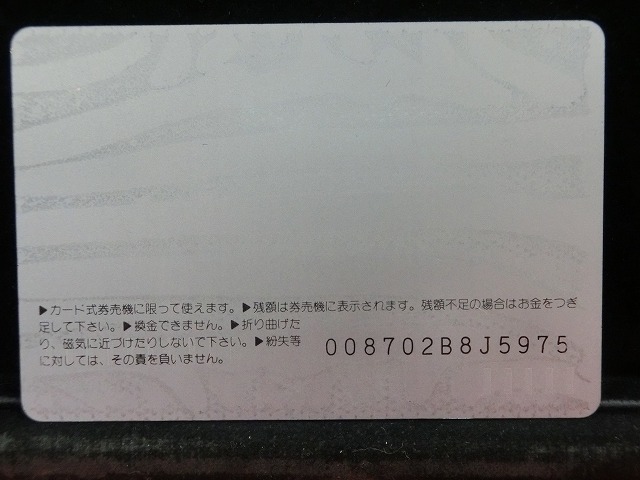 ▶カード式券売機に限って使えます。▶残額は券売機に表示されます。残額不足の場合はお金をつぎ
足して下さい。▶換金できません。▶折り曲げた
り、磁気に近づけたりしないで下さい。▶紛失等
に対しては、その責を負いません。
008702B8J5975